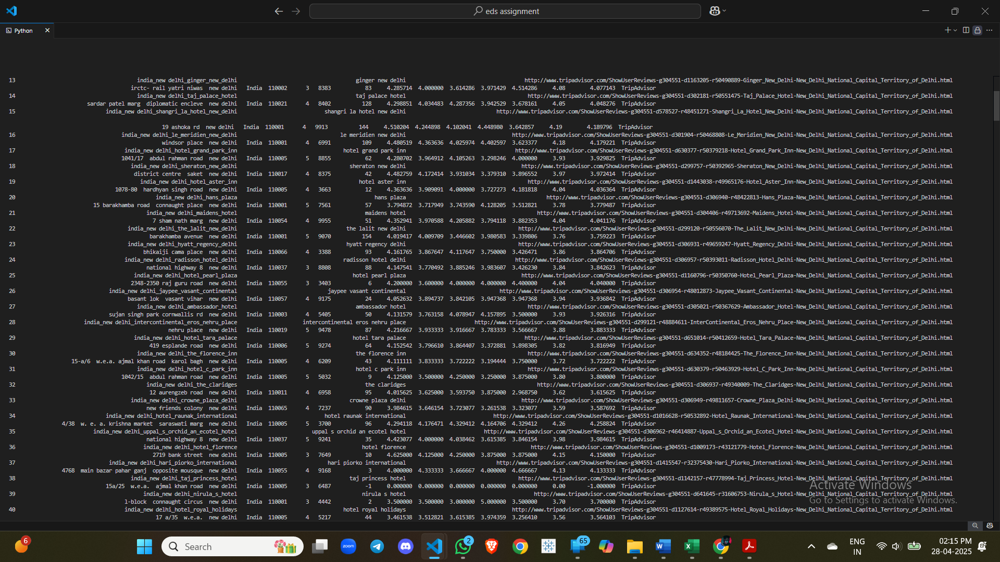 eds assignment
Python
13 india_new delhi_ginger_new_delhi ginger new delhi http://www.tripadvisor.com/ShowUserReviews-g304551-d1163205-r50490889-Ginger_New_Delhi-New_Delhi_National_Capital_Territory_of_Delhi.html
irctc- rail yatri niwas new delhi India 110002 3 8383 83 4.285714 4.000000 3.614286 3.971429 4.514286 4.08 4.077143 TripAdvisor
14 india_new delhi_taj_palace_hotel taj palace hotel http://www.tripadvisor.com/ShowUserReviews-g304551-d302181-r50551475-Taj_Palace_Hotel-New_Delhi_National_Capital_Territory_of_Delhi.html
sardar patel marg diplomatic encleve new delhi India 110021 4 8402 128 4.298851 4.034483 4.287356 3.942529 3.678161 4.05 4.048276 TripAdvisor
15 india_new delhi_shangri_la_hotel_new_delhi shangri la hotel new delhi http://www.tripadvisor.com/ShowUserReviews-g304551-d578527-r48451271-Shangri_La_Hotel_New_Delhi-New_Delhi_National_Capital_Territory_of_Delhi.html
19 ashoka rd new delhi India 110001 4 9913 144 4.510204 4.244898 4.102041 4.448980 3.642857 4.19 4.189796 TripAdvisor
16 india_new delhi_le_meridien_new_delhi le meridien new delhi http://www.tripadvisor.com/ShowUserReviews-g304551-d301904-r50468808-Le_Meridien_New_Delhi-New_Delhi_National_Capital_Territory_of_Delhi.html
windsor place new delhi India 110001 4 6991 109 4.480519 4.363636 4.025974 4.402597 3.623377 4.18 4.179221 TripAdvisor
17 india_new delhi_hotel_grand_park_inn hotel grand park inn http://www.tripadvisor.com/ShowUserReviews-g304551-d630377-r50379218-Hotel_Grand_Park_Inn-New_Delhi_National_Capital_Territory_of_Delhi.html
1041/17 abdul rahman road new delhi India 110005 5 8855 62 4.280702 3.964912 4.105263 3.298246 4.000000 3.93 3.929825 TripAdvisor
18 india_new delhi_sheraton_new_delhi sheraton new delhi http://www.tripadvisor.com/ShowUserReviews-g304551-d299757-r50392965-Sheraton_New_Delhi-New_Delhi_National_Capital_Territory_of_Delhi.html
district centre saket new delhi India 110017 4 8375 42 4.482759 4.172414 3.931034 3.379310 3.896552 3.97 3.972414 TripAdvisor
19 india_new delhi_hotel_aster_inn hotel aster inn http://www.tripadvisor.com/ShowUserReviews-g304551-d1443038-r49965176-Hotel_Aster_Inn-New_Delhi_National_Capital_Territory_of_Delhi.html
1078-80 hardhyan singh road new delhi India 110005 4 3663 12 4.363636 3.909091 4.000000 3.727273 4.181818 4.04 4.036364 TripAdvisor
20 india_new delhi_hans_plaza hans plaza http://www.tripadvisor.com/ShowUserReviews-g304551-d306940-r48422813-Hans_Plaza-New_Delhi_National_Capital_Territory_of_Delhi.html
15 barakhamba road connaught place new delhi India 110001 5 7561 57 3.794872 3.717949 3.743590 4.128205 3.512821 3.78 3.779487 TripAdvisor
21 india_new delhi_maidens_hotel maidens hotel http://www.tripadvisor.com/ShowUserReviews-g304551-d304406-r49713692-Maidens_Hotel-New_Delhi_National_Capital_Territory_of_Delhi.html
7 sham nath marg new delhi India 110054 4 9955 51 4.352941 3.970588 4.205882 3.794118 3.882353 4.04 4.041176 TripAdvisor
22 india_new delhi_the_lalit_new_delhi the lalit new delhi http://www.tripadvisor.com/ShowUserReviews-g304551-d299120-r50556070-The_Lalit_New_Delhi-New_Delhi_National_Capital_Territory_of_Delhi.html
barakhamba avenue new delhi India 110001 5 9070 154 4.019417 4.009709 3.446602 3.980583 3.339806 3.76 3.759223 TripAdvisor
23 india_new delhi_hyatt_regency_delhi hyatt regency delhi http://www.tripadvisor.com/ShowUserReviews-g304551-d306931-r49659247-Hyatt_Regency_Delhi-New_Delhi_National_Capital_Territory_of_Delhi.html
bhikaiji cama place new delhi India 110066 4 3388 93 4.161765 3.867647 4.117647 3.750000 3.426471 3.86 3.864706 TripAdvisor
24 india_new delhi_radisson_hotel_delhi radisson hotel delhi http://www.tripadvisor.com/ShowUserReviews-g304551-d306957-r50393011-Radisson_Hotel_Delhi-New_Delhi_National_Capital_Territory_of_Delhi.html
national highway 8 new delhi India 110037 3 8808 88 4.147541 3.770492 3.885246 3.983607 3.426230 3.84 3.842623 TripAdvisor
25 india_new delhi_hotel_pearl_plaza hotel pearl plaza http://www.tripadvisor.com/ShowUserReviews-g304551-d1160796-r50350760-Hotel_Pearl_Plaza-New_Delhi_National_Capital_Territory_of_Delhi.html
2348-2350 raj guru road new delhi India 110055 3 3403 6 4.200000 3.600000 4.000000 4.000000 4.400000 4.04 4.040000 TripAdvisor
26 india_new delhi_jaypee_vasant_continental jaypee vasant continental http://www.tripadvisor.com/ShowUserReviews-g304551-d306954-r48012873-Jaypee_Vasant_Continental-New_Delhi_National_Capital_Territory_of_Delhi.html
basant lok vasant vihar new delhi India 110057 4 9175 24 4.052632 3.894737 3.842105 3.947368 3.947368 3.94 3.936842 TripAdvisor
27 india_new delhi_ambassador_hotel ambassador hotel http://www.tripadvisor.com/ShowUserReviews-g304551-d305021-r50367629-Ambassador_Hotel-New_Delhi_National_Capital_Territory_of_Delhi.html
sujan singh park cornwallis rd new delhi India 110003 4 5405 50 4.131579 3.763158 4.078947 4.157895 3.500000 3.93 3.926316 TripAdvisor
28 india_new delhi_intercontinental_eros_nehru_place intercontinental eros nehru place http://www.tripadvisor.com/ShowUserReviews-g304551-d299121-r48884611-InterContinental_Eros_Nehru_Place-New_Delhi_National_Capital_Territory_of_Delhi.html
nehru place new delhi India 110019 5 9478 87 4.216667 3.933333 3.916667 3.783333 3.566667 3.88 3.883333 TripAdvisor
29 india_new delhi_hotel_tara_palace hotel tara palace http://www.tripadvisor.com/ShowUserReviews-g304551-d651014-r50412659-Hotel_Tara_Palace-New_Delhi_National_Capital_Territory_of_Delhi.html
419 esplande road new delhi India 110006 5 9274 64 4.152542 3.796610 3.864407 3.372881 3.898305 3.82 3.816949 TripAdvisor
30 india_new delhi_the_florence_inn the florence inn http://www.tripadvisor.com/ShowUserReviews-g304551-d634352-r48184425-The_Florence_Inn-New_Delhi_National_Capital_Territory_of_Delhi.html
15-a/6 w.e.a. ajmal khan road karol bagh new delhi India 110005 4 6209 43 4.111111 3.833333 3.722222 3.194444 3.750000 3.72 3.722222 TripAdvisor
31 india_new delhi_hotel_c_park_inn hotel c park inn http://www.tripadvisor.com/ShowUserReviews-g304551-d630379-r50463929-Hotel_C_Park_Inn-New_Delhi_National_Capital_Territory_of_Delhi.html
1042/15 abdul rahman road new delhi India 110005 5 5032 9 4.125000 3.500000 4.250000 3.250000 3.875000 3.80 3.800000 TripAdvisor
32 india_new delhi_the_claridges the claridges http://www.tripadvisor.com/ShowUserReviews-g304551-d306937-r49340009-The_Claridges-New_Delhi_National_Capital_Territory_of_Delhi.html
12 aurengzeb road new delhi India 110011 4 6958 95 4.015625 3.625000 3.593750 3.875000 2.968750 3.62 3.615625 TripAdvisor
33 india_new delhi_crowne_plaza_delhi crowne plaza delhi http://www.tripadvisor.com/ShowUserReviews-g304551-d306949-r49811657-Crowne_Plaza_Delhi-New_Delhi_National_Capital_Territory_of_Delhi.html
new friends colony new delhi India 110065 4 7237 90 3.984615 3.646154 3.723077 3.261538 3.323077 3.59 3.587692 TripAdvisor
34 india_new delhi_hotel_raunak_international hotel raunak international http://www.tripadvisor.com/ShowUserReviews-g304551-d1016628-r50532892-Hotel_Raunak_International-New_Delhi_National_Capital_Territory_of_Delhi.html
4/38 w. e. a. krishna market saraswati marg new delhi India 110005 5 3700 96 4.294118 4.176471 4.329412 4.164706 4.329412 4.26 4.258824 TripAdvisor
35 india_new delhi_uppal_s_orchid_an_ecotel_hotel uppal s orchid an ecotel hotel http://www.tripadvisor.com/ShowUserReviews-g304551-d306962-r46414887-Uppal_s_Orchid_an_Ecotel_Hotel-New_Delhi_National_Capital_Territory_of_Delhi.html
national highway 8 new delhi India 110037 5 9241 35 4.423077 4.000000 4.038462 3.615385 3.846154 3.98 3.984615 TripAdvisor
36 india_new delhi_hotel_florence hotel florence http://www.tripadvisor.com/ShowUserReviews-g304551-d1009173-r43121779-Hotel_Florence-New_Delhi_National_Capital_Territory_of_Delhi.html
2719 bank street new delhi India 110005 3 7649 10 4.625000 4.125000 4.250000 3.875000 3.875000 4.15 4.150000 TripAdvisor
37 india_new delhi_hari_piorko_international hari piorko international http://www.tripadvisor.com/ShowUserReviews-g304551-d1415547-r32375430-Hari_Piorko_International-New_Delhi_National_Capital_Territory_of_Delhi.html
4768 main bazar pahar ganj opposite mousque new delhi India 110055 4 9168 3 4.000000 4.333333 3.666667 4.000000 4.666667 4.13 4.133333 TripAdvisor
38 india_new delhi_taj_princess_hotel taj princess hotel http://www.tripadvisor.com/ShowUserReviews-g304551-d1142157-r47778994-Taj_Princess_Hotel-New_Delhi_National_Capital_Territory_of_Delhi.html
15a/25 w.e.a. ajmal khan road new delhi India 110005 3 6487 -1 0.000000 0.000000 0.000000 0.000000 0.000000 0.00 -1.000000 TripAdvisor
39 india_new delhi_nirula_s_hotel nirula s hotel http://www.tripadvisor.com/ShowUserReviews-g304551-d641645-r31606753-Nirula_s_Hotel-New_Delhi_National_Capital_Territory_of_Delhi.html
l-block connaught circus new delhi India 110001 3 4442 2 3.500000 3.500000 3.000000 5.000000 3.500000 3.70 3.700000 TripAdvisor
40 india_new delhi_hotel_royal_holidays hotel royal holidays http://www.tripadvisor.com/ShowUserReviews-g304551-d1127614-r49389575-Hotel_Royal_Holidays-New_Delhi_National_Capital_Territory_of_Delhi.html
17 a/35 w.e.a. new delhi India 110005 4 5217 44 3.461538 3.512821 3.615385 3.974359 3.256410 3.56 3.564103 TripAdvisor
Activate Windows
Go to Settings to activate Windows.
6
Search
zoom
2
65
ENG
IN
02:15 PM
28-04-2025